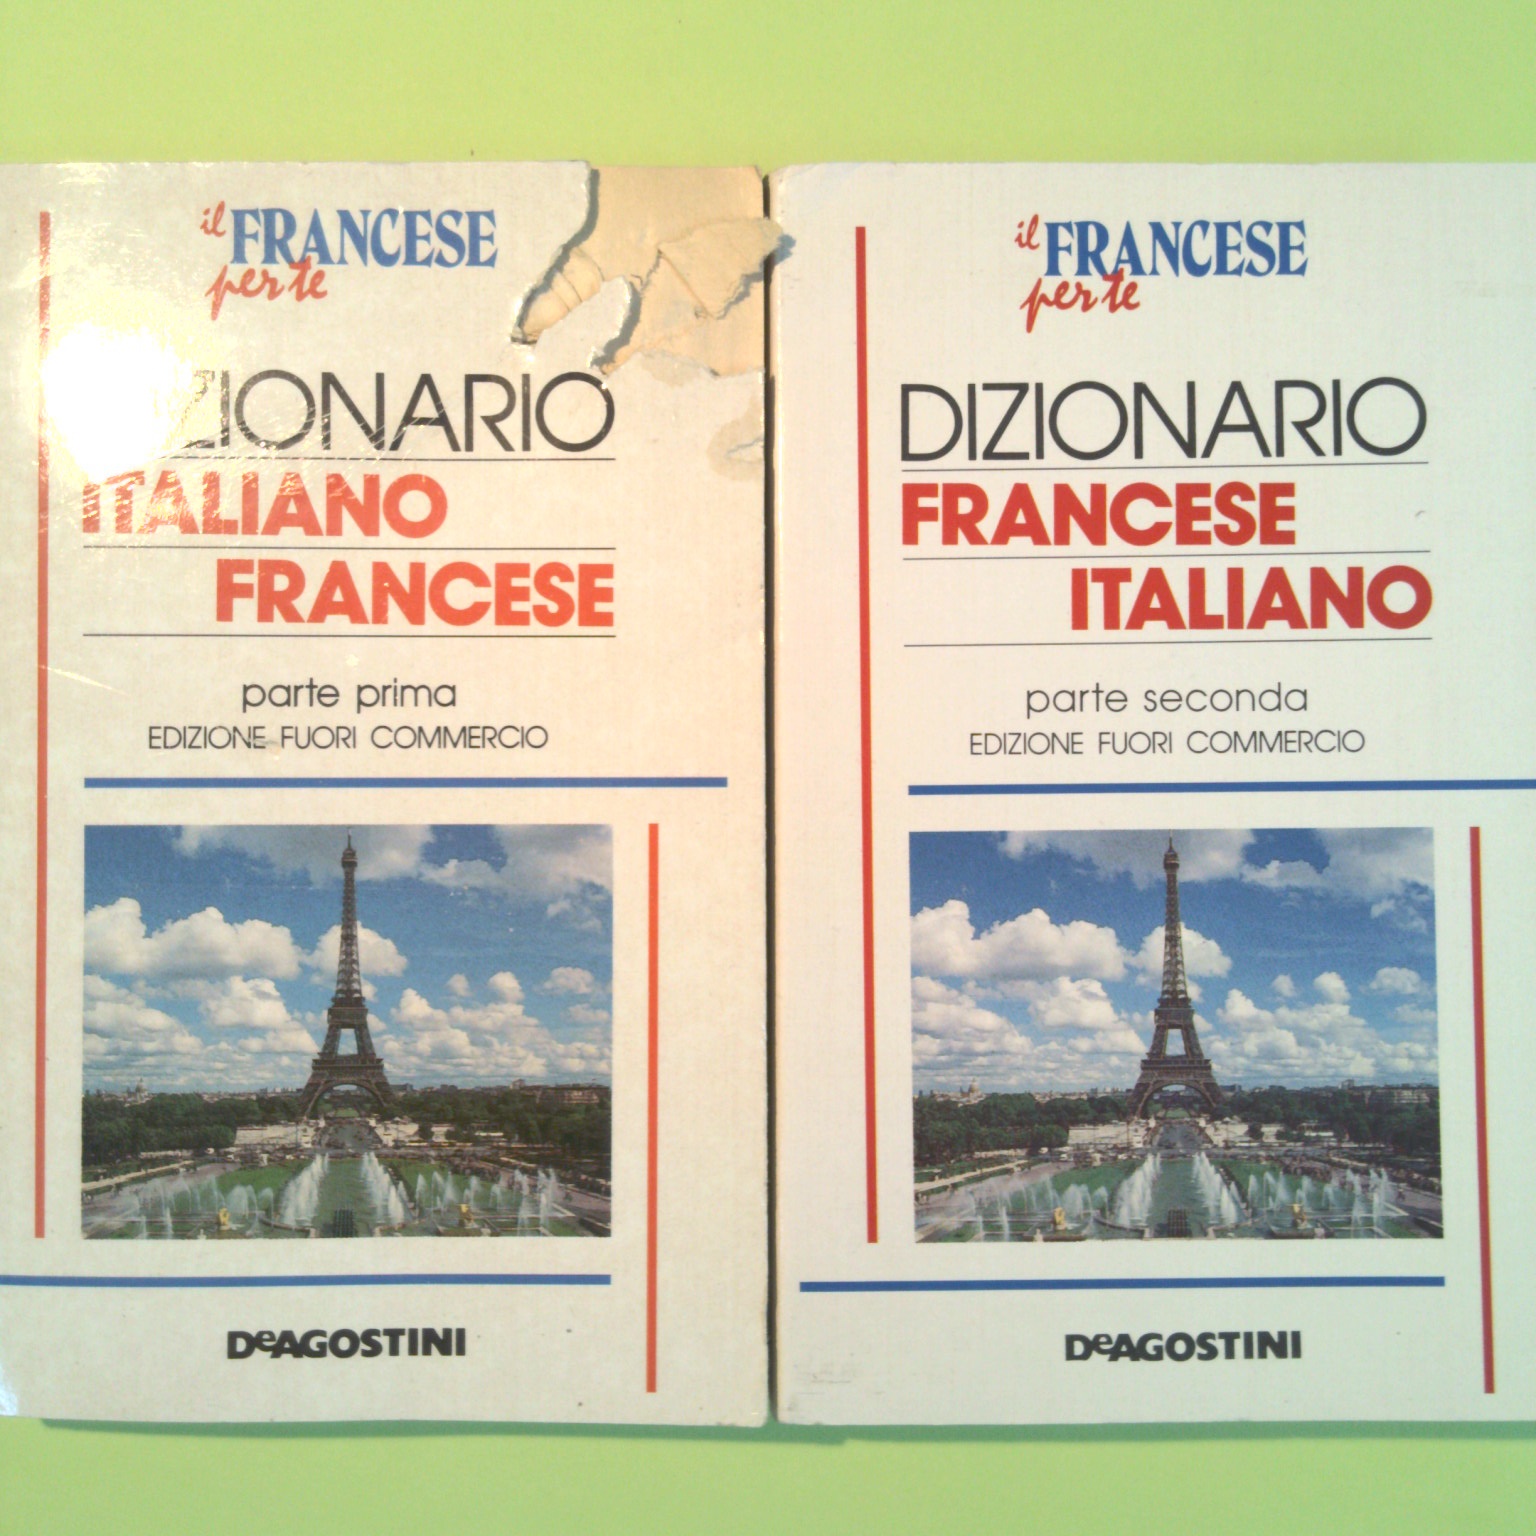 il FRANCESE
per te
DIZIONARIO
ITALIANO
FRANCESE
parte prima
EDIZIONE FUORI COMMERCIO
DeAGOSTINI
il FRANCESE
per te
DIZIONARIO
FRANCESE
ITALIANO
parte seconda
EDIZIONE FUORI COMMERCIO
DeAGOSTINI